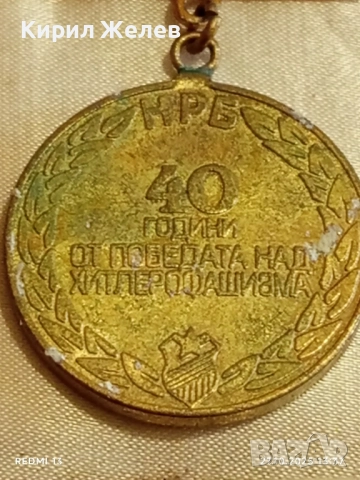 Кирил Желев
НРБ
40
ГОДИНИ
ОТ ПОБЕДАТА НАД
ХИТЛЕРОФАШИЗМА
REDMI 13